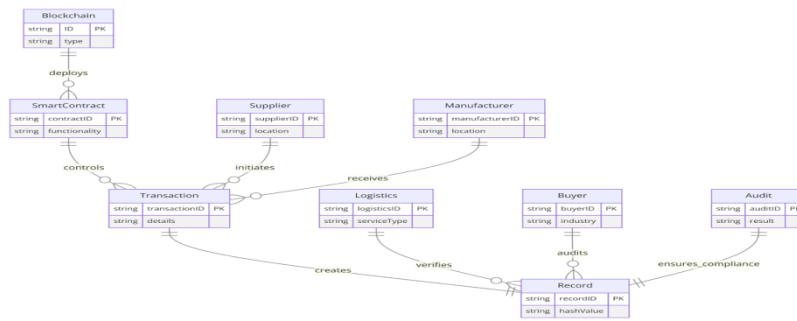 Blockchain
string ID PK
string type
deploys
SmartContract
string contractID PK
string functionality
Supplier
string supplierID PK
string location
Manufacturer
string manufacturerID PK
string location
controls
initiates
receives
Transaction
string transactionID PK
string details
Logistics
string logisticsID PK
string serviceType
Buyer
string buyerID PK
string industry
Audit
string auditID PK
string result
creates
verifies
audits
ensures_compliance
Record
string recordID PK
string hashValue